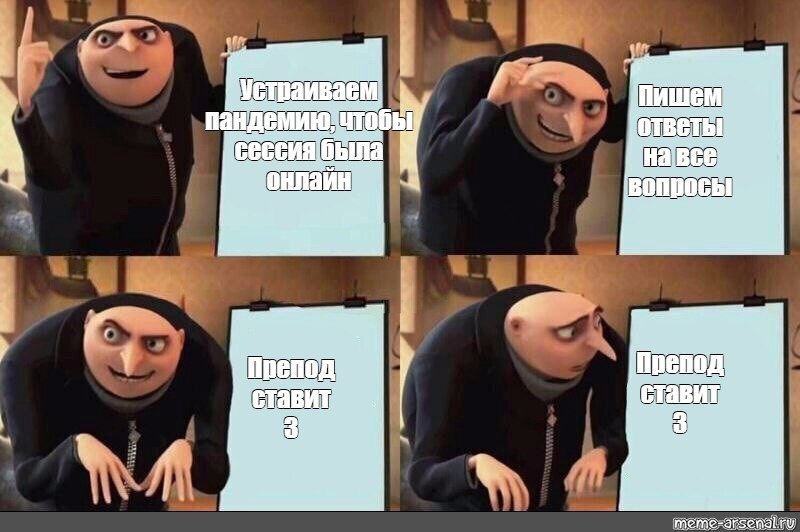 Устраиваем
пандемию, чтобы
сессия была
онлайн
Пишем
ответы
на все
вопросы
Препод
ставит
3
Препод
ставит
3
meme-arsenal.ru